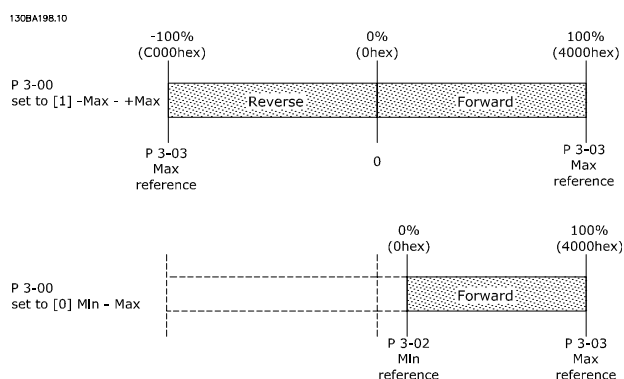 130BA198.10
-100%
(C000hex)
0%
(0hex)
100%
(4000hex)
P 3-00
set to [1] -Max - +Max
Reverse
Forward
P 3-03
Max
reference
0
P 3-03
Max
reference
0%
(0hex)
100%
(4000hex)
P 3-00
set to [0] MIn - Max
Forward
P 3-02
MIn
reference
P 3-03
Max
reference